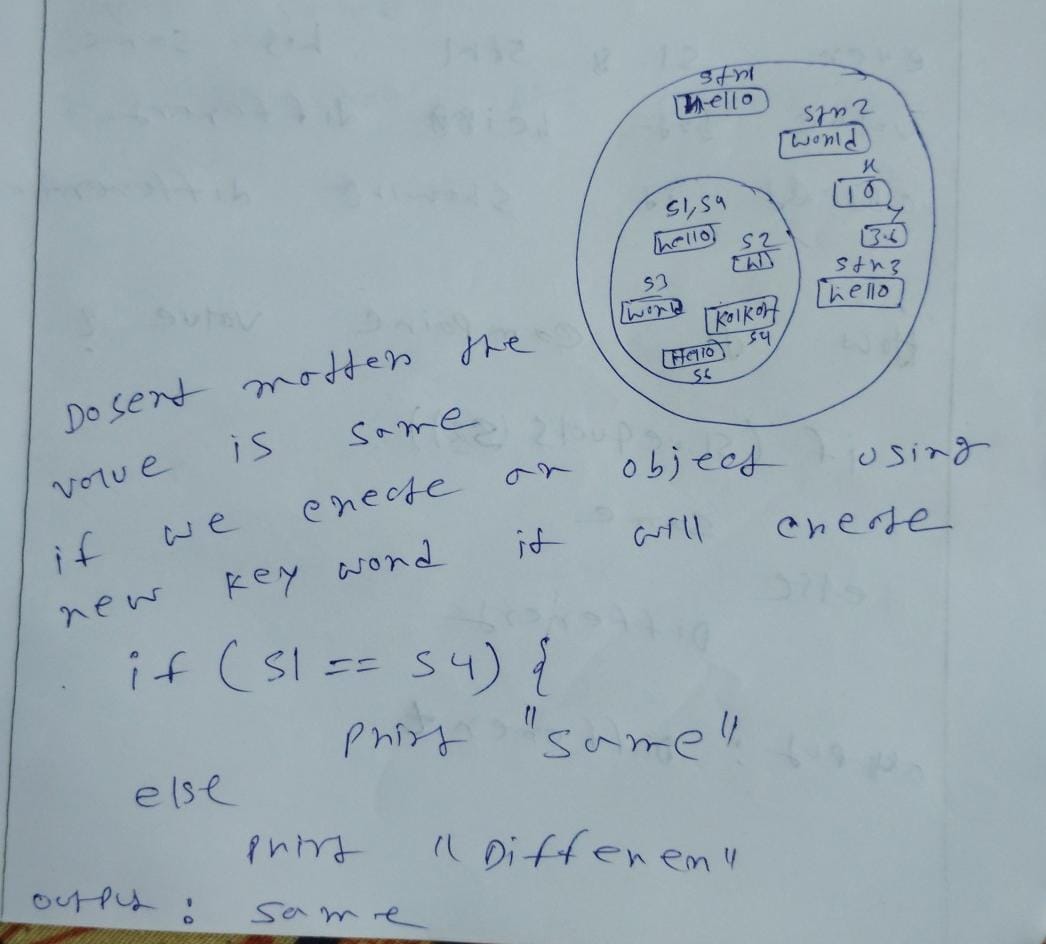 str1
hello
str2
world
x
10
y
3.6
str3
hello
s1, s4
hello
s2
hi
s3
world
s4
Hello
s6
Dosent matter the
value is same
if we create an object using
new key word it will create
if (s1 == s4) {
print "same"
else
print "Differen"
output : same